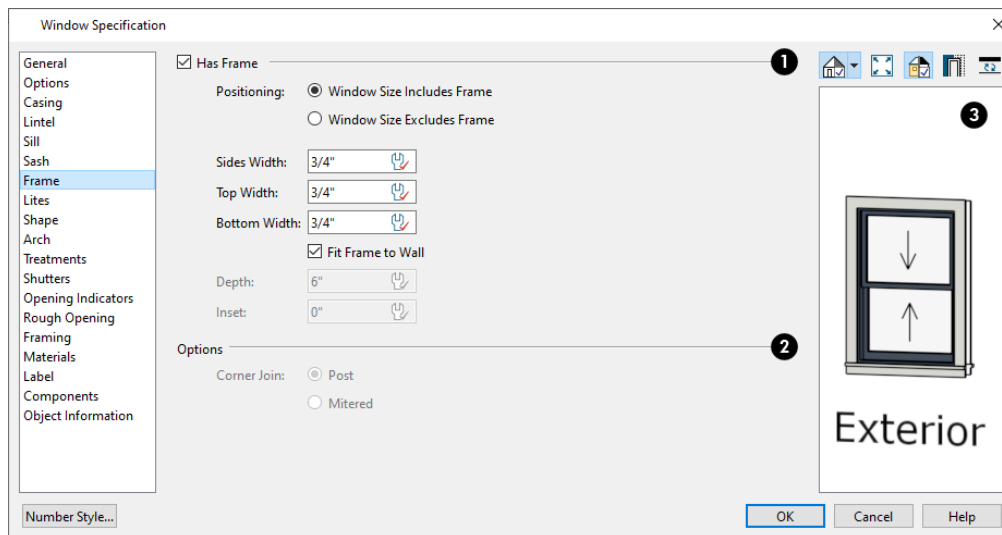 Window Specification
General
Options
Casing
Lintel
Sill
Sash
Frame
Lites
Shape
Arch
Treatments
Shutters
Opening Indicators
Rough Opening
Framing
Materials
Label
Components
Object Information
Has Frame 1
Positioning: Window Size Includes Frame
Window Size Excludes Frame
Sides Width: 3/4"
Top Width: 3/4"
Bottom Width: 3/4"
Fit Frame to Wall
Depth: 6"
Inset: 0"
Options 2
Corner Join: Post
Mitered
3
Exterior
Number Style...
OK Cancel Help